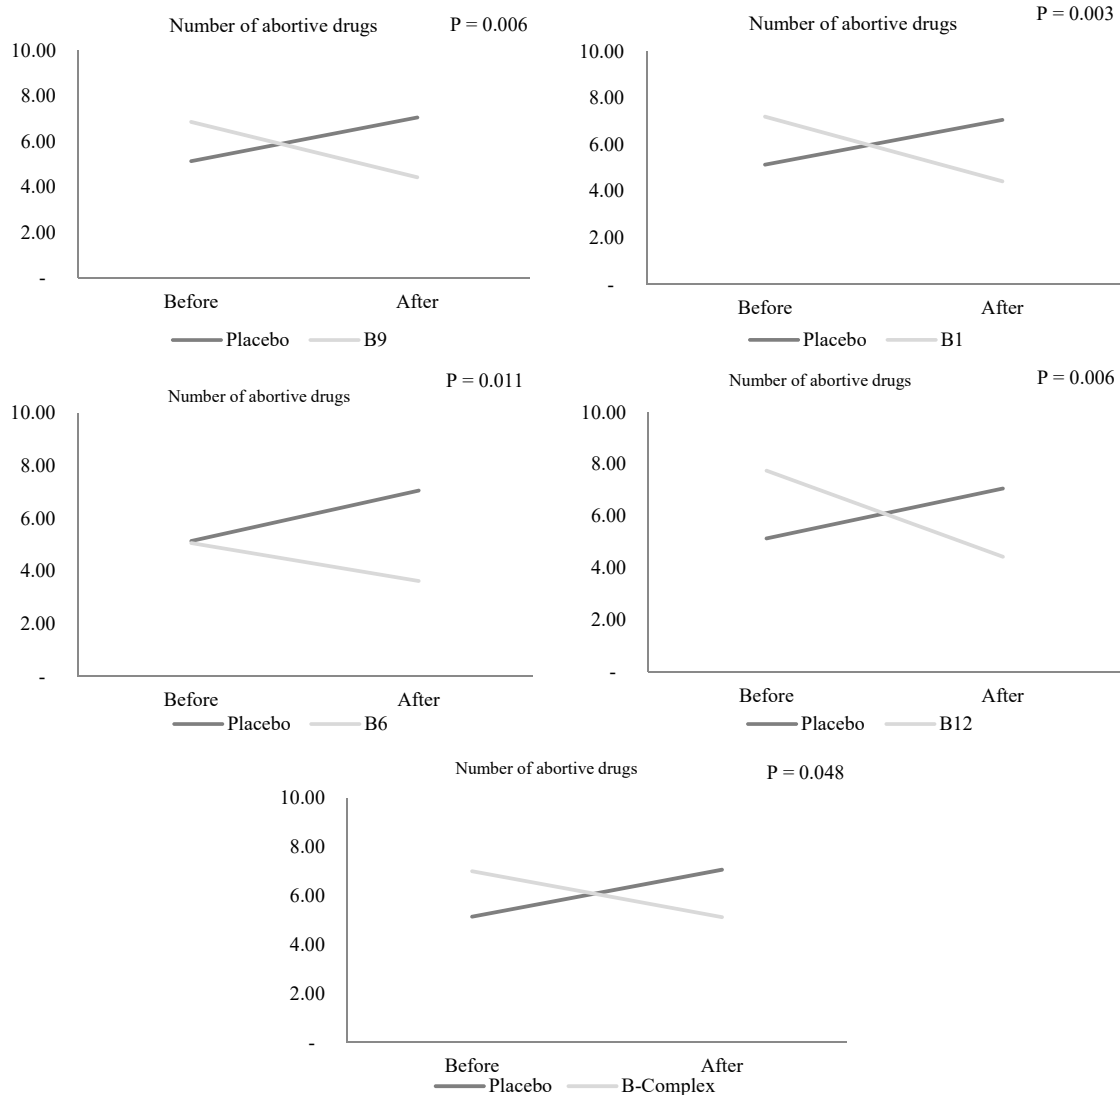 Number of abortive drugs
P = 0.006
10.00
8.00
6.00
4.00
2.00
-
Before After
Placebo B9
Number of abortive drugs
P = 0.003
10.00
8.00
6.00
4.00
2.00
-
Before After
Placebo B1
Number of abortive drugs
P = 0.011
10.00
8.00
6.00
4.00
2.00
-
Before After
Placebo B6
Number of abortive drugs
P = 0.006
10.00
8.00
6.00
4.00
2.00
-
Before After
Placebo B12
Number of abortive drugs
P = 0.048
10.00
8.00
6.00
4.00
2.00
-
Before After
Placebo B-Complex